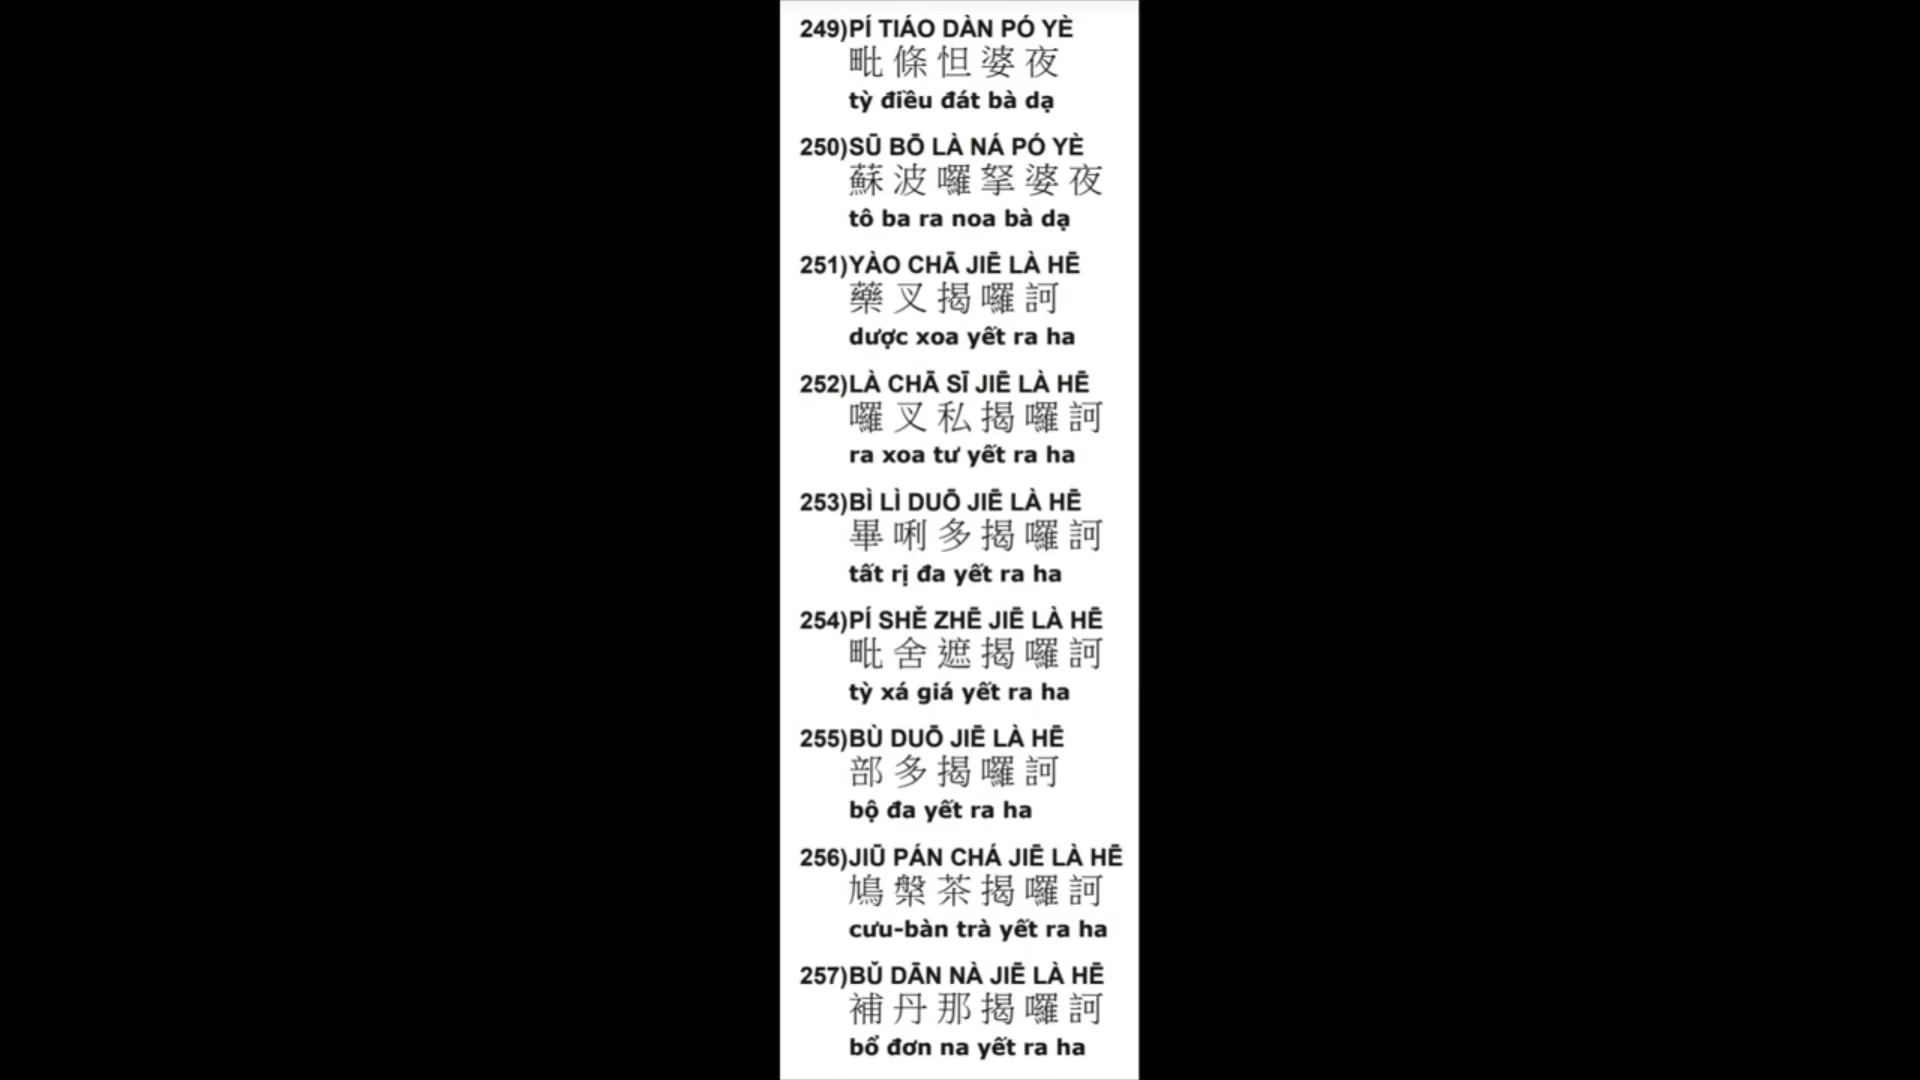 249)PÍ TIÁO DÀN PÓ YÈ
毗條怛婆夜
tỳ điều đát bà dạ
250)SŪ BŌ LÀ NÁ PÓ YÈ
蘇波囉拏婆夜
tô ba ra noa bà dạ
251)YÀO CHĀ JIĒ LÀ HĒ
藥叉揭囉訶
dược xoa yết ra ha
252)LÀ CHĀ SĪ JIĒ LÀ HĒ
囉叉私揭囉訶
ra xoa tư yết ra ha
253)BÌ LÌ DUŌ JIĒ LÀ HĒ
畢唎多揭囉訶
tất rị đa yết ra ha
254)PÍ SHĚ ZHĒ JIĒ LÀ HĒ
毗舍遮揭囉訶
tỳ xá giá yết ra ha
255)BÙ DUŌ JIĒ LÀ HĒ
部多揭囉訶
bộ đa yết ra ha
256)JIŪ PÁN CHÁ JIĒ LÀ HĒ
鳩槃茶揭囉訶
cưu-bàn trà yết ra ha
257)BǓ DĀN NÀ JIĒ LÀ HĒ
補丹那揭囉訶
bổ đơn na yết ra ha